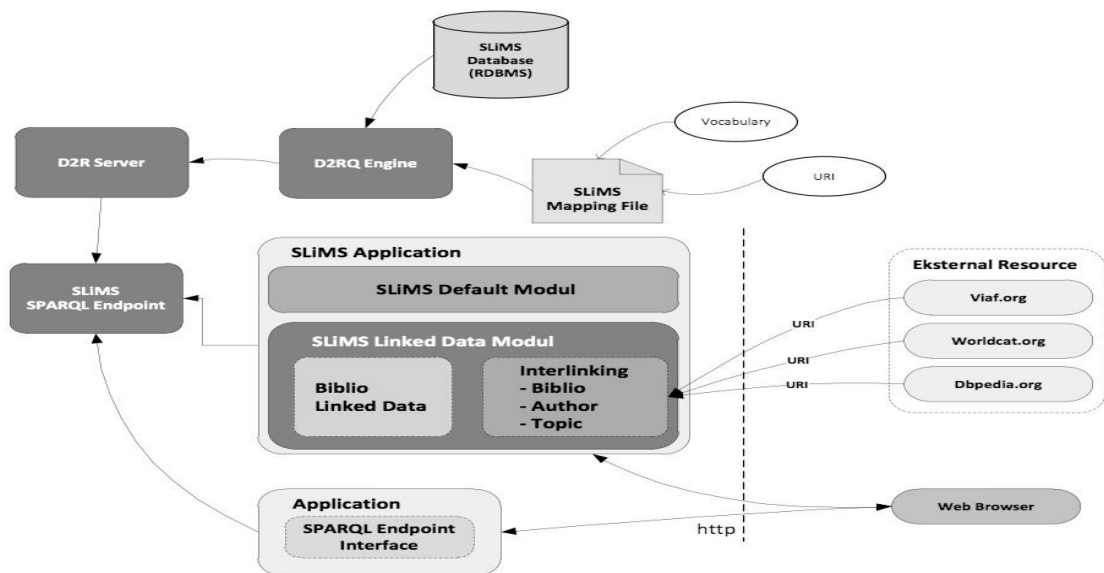 SLiMS
Database
(RDBMS)
Vocabulary
D2R Server
D2RQ Engine
SLiMS
Mapping File
URI
SLiMS Application
SLiMS Default Modul
SLiMS
SPARQL Endpoint
SLiMS Linked Data Modul
Biblio
Linked Data
Interlinking
- Biblio
- Author
- Topic
Eksternal Resource
Viaf.org
URI
Worldcat.org
URI
Dbpedia.org
URI
Application
SPARQL Endpoint
Interface
http
Web Browser